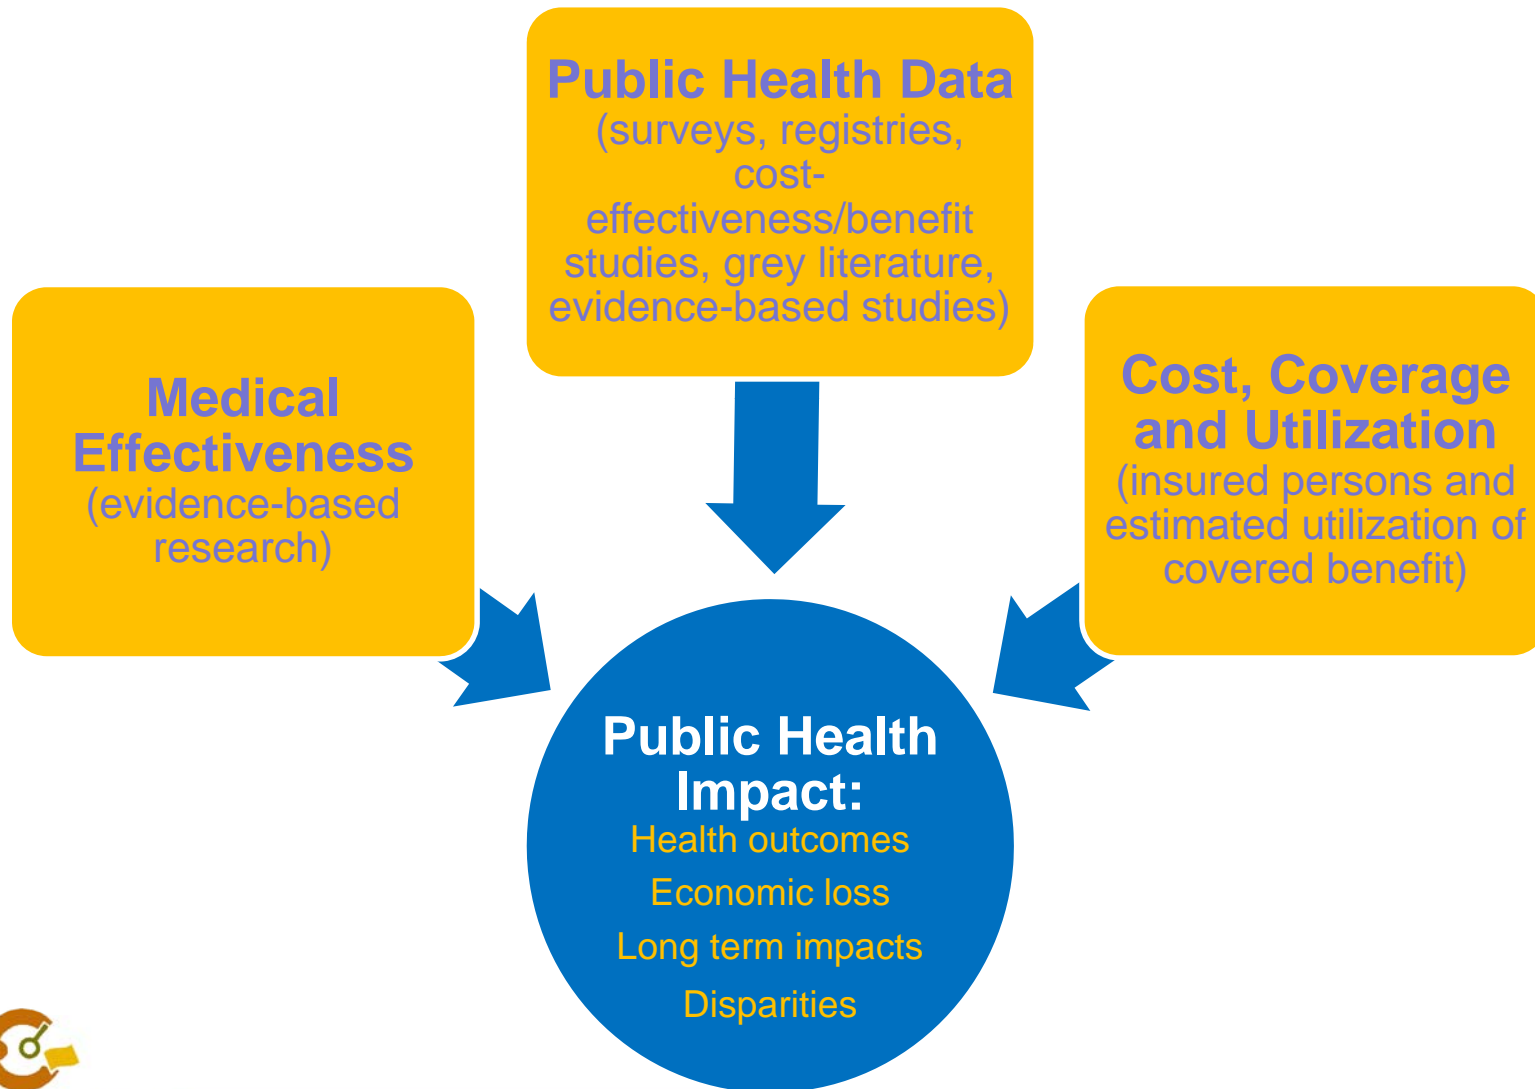 Public Health Data
(surveys, registries,
cost-
effectiveness/benefit
studies, grey literature,
evidence-based studies)
Medical
Effectiveness
(evidence-based
research)
Cost, Coverage
and Utilization
(insured persons and
estimated utilization of
covered benefit)
Public Health
Impact:
Health outcomes
Economic loss
Long term impacts
Disparities